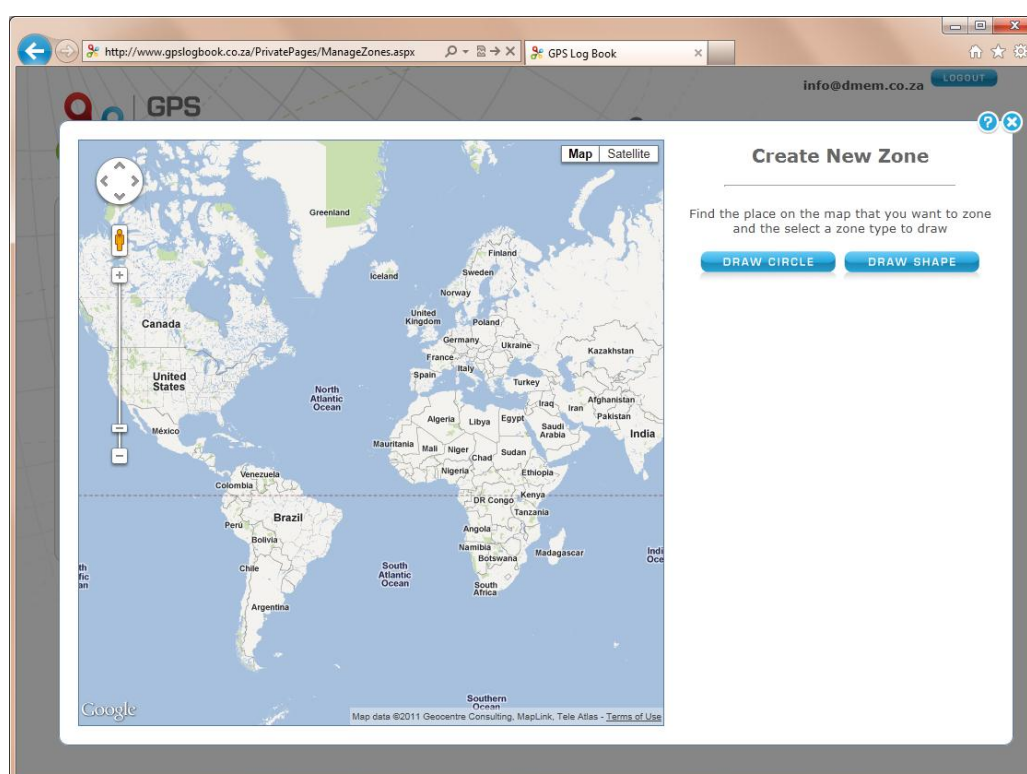 http://www.gpslogbook.co.za/PrivatePages/ManageZones.aspx
GPS Log Book
info@dmem.co.za
LOGOUT
GPS
Map
Satellite
Create New Zone
Find the place on the map that you want to zone
and the select a zone type to draw
DRAW CIRCLE
DRAW SHAPE
Greenland
Finland
Iceland
Sweden
Norway
United
Kingdom
Poland
Canada
Germany
Ukraine
France
Kazakhstan
Italy
Spain
United
States
Turkey
North
Atlantic
Ocean
Iraq
Iran
Afghanistan
Pakistan
Algeria
Libya
Egypt
Saudi
Arabia
India
México
Mauritania
Mali
Niger
Chad
Sudan
Nigeria
Ethiopia
Venezuela
Colombia
DR Congo
Kenya
Tanzania
Brazil
Perú
Angola
Bolivia
Namibia
Botswana
Madagascar
Indi
Oce
th
fic
an
Chile
South
Atlantic
Ocean
South
Africa
Argentina
Southern
Ocean
Google
Map data ©2011 Geocentre Consulting, MapLink, Tele Atlas - Terms of Use